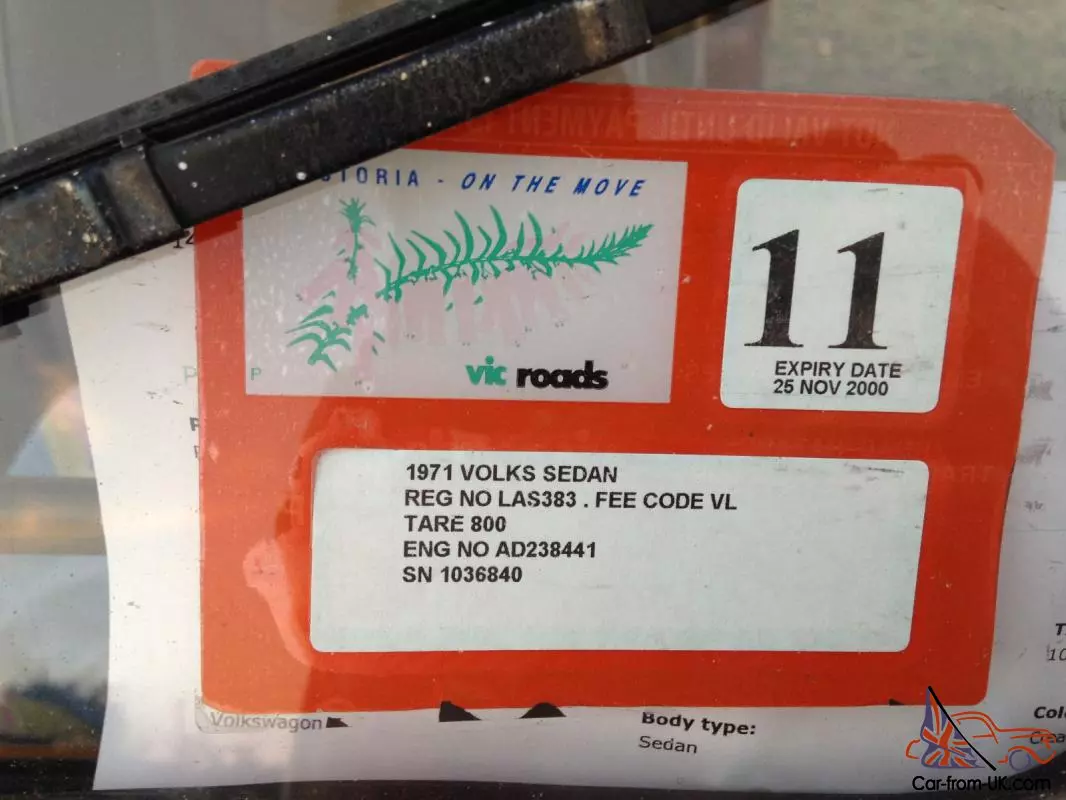 TORIA - ON THE MOVE
11
EXPIRY DATE
25 NOV 2000
P
vic roads
1971 VOLKS SEDAN
REG NO LAS383 . FEE CODE VL
TARE 800
ENG NO AD238441
SN 1036840
Volkswagon
Body type:
Sedan
Car-from-UK.com